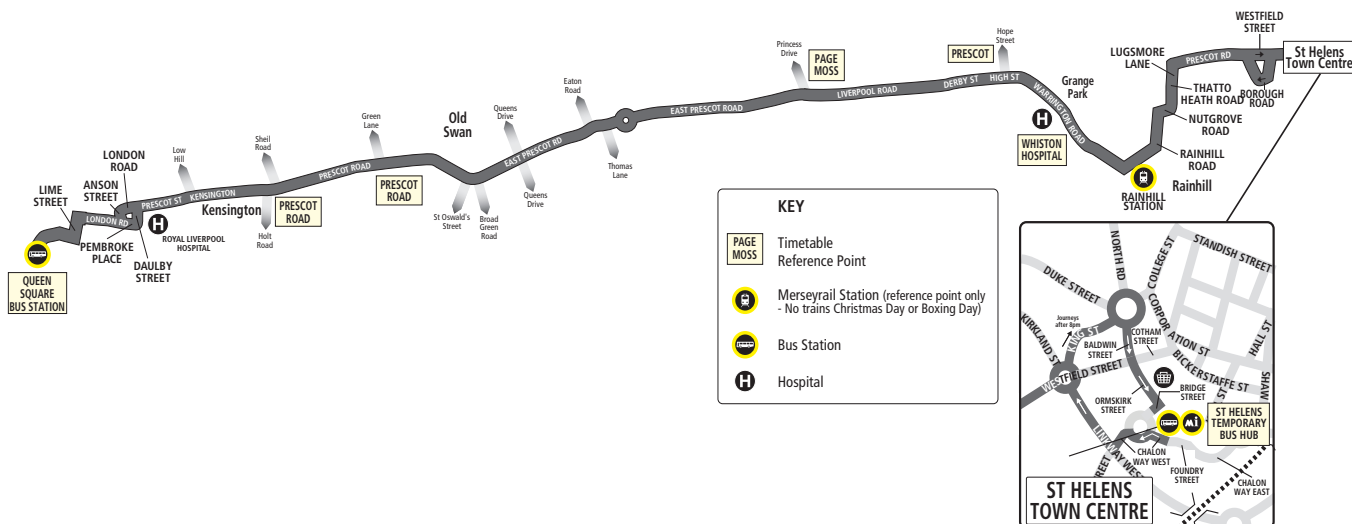 WESTFIELD
STREET
St Helens
Town Centre
PRESCOT RD
LUGSMORE
LANE
THATTO
HEATH ROAD
BOROUGH
ROAD
NUTGROVE
ROAD
RAINHILL
ROAD
Rainhill
RAINHILL
STATION
Hope
Street
PRESCOT
Grange
Park
Princess
Drive
PAGE
MOSS
DERBY ST
HIGH ST
LIVERPOOL ROAD
WARRINGTON ROAD
H
WHISTON
HOSPITAL
Eaton
Road
EAST PRESCOT ROAD
Old
Swan
Queens
Drive
EAST PRESCOT RD
Thomas
Lane
Queens
Drive
Broad
Green
Road
St Oswald's
Street
Green
Lane
PRESCOT ROAD
PRESCOT
ROAD
Sheil
Road
Low
Hill
LONDON
ROAD
ANSON
STREET
LIME
STREET
PRESCOT ST
KENSINGTON
Kensington
PRESCOT
ROAD
Holt
Road
LONDON RD
H
ROYAL LIVERPOOL
HOSPITAL
PEMBROKE
PLACE
DAULBY
STREET
QUEEN
SQUARE
BUS STATION
KEY
PAGE
MOSS
Timetable
Reference Point
Merseyrail Station (reference point only
- No trains Christmas Day or Boxing Day)
Bus Station
H
Hospital
NORTH RD
COLLEGE ST
STANDISH STREET
DUKE STREET
CORPORATION ST
HALL ST
KIRKLAND ST
Journeys
after 8pm
KING ST
BALDWIN
STREET
COTHAM
STREET
WESTFIELD STREET
BICKERSTAFFE ST
SHAW
BRIDGE
STREET
ORMSKIRK
STREET
ST HELENS
TEMPORARY
BUS HUB
LINKWAY WEST
CHALON
WAY WEST
FOUNDRY
STREET
CHALON
WAY EAST
ST HELENS
TOWN CENTRE